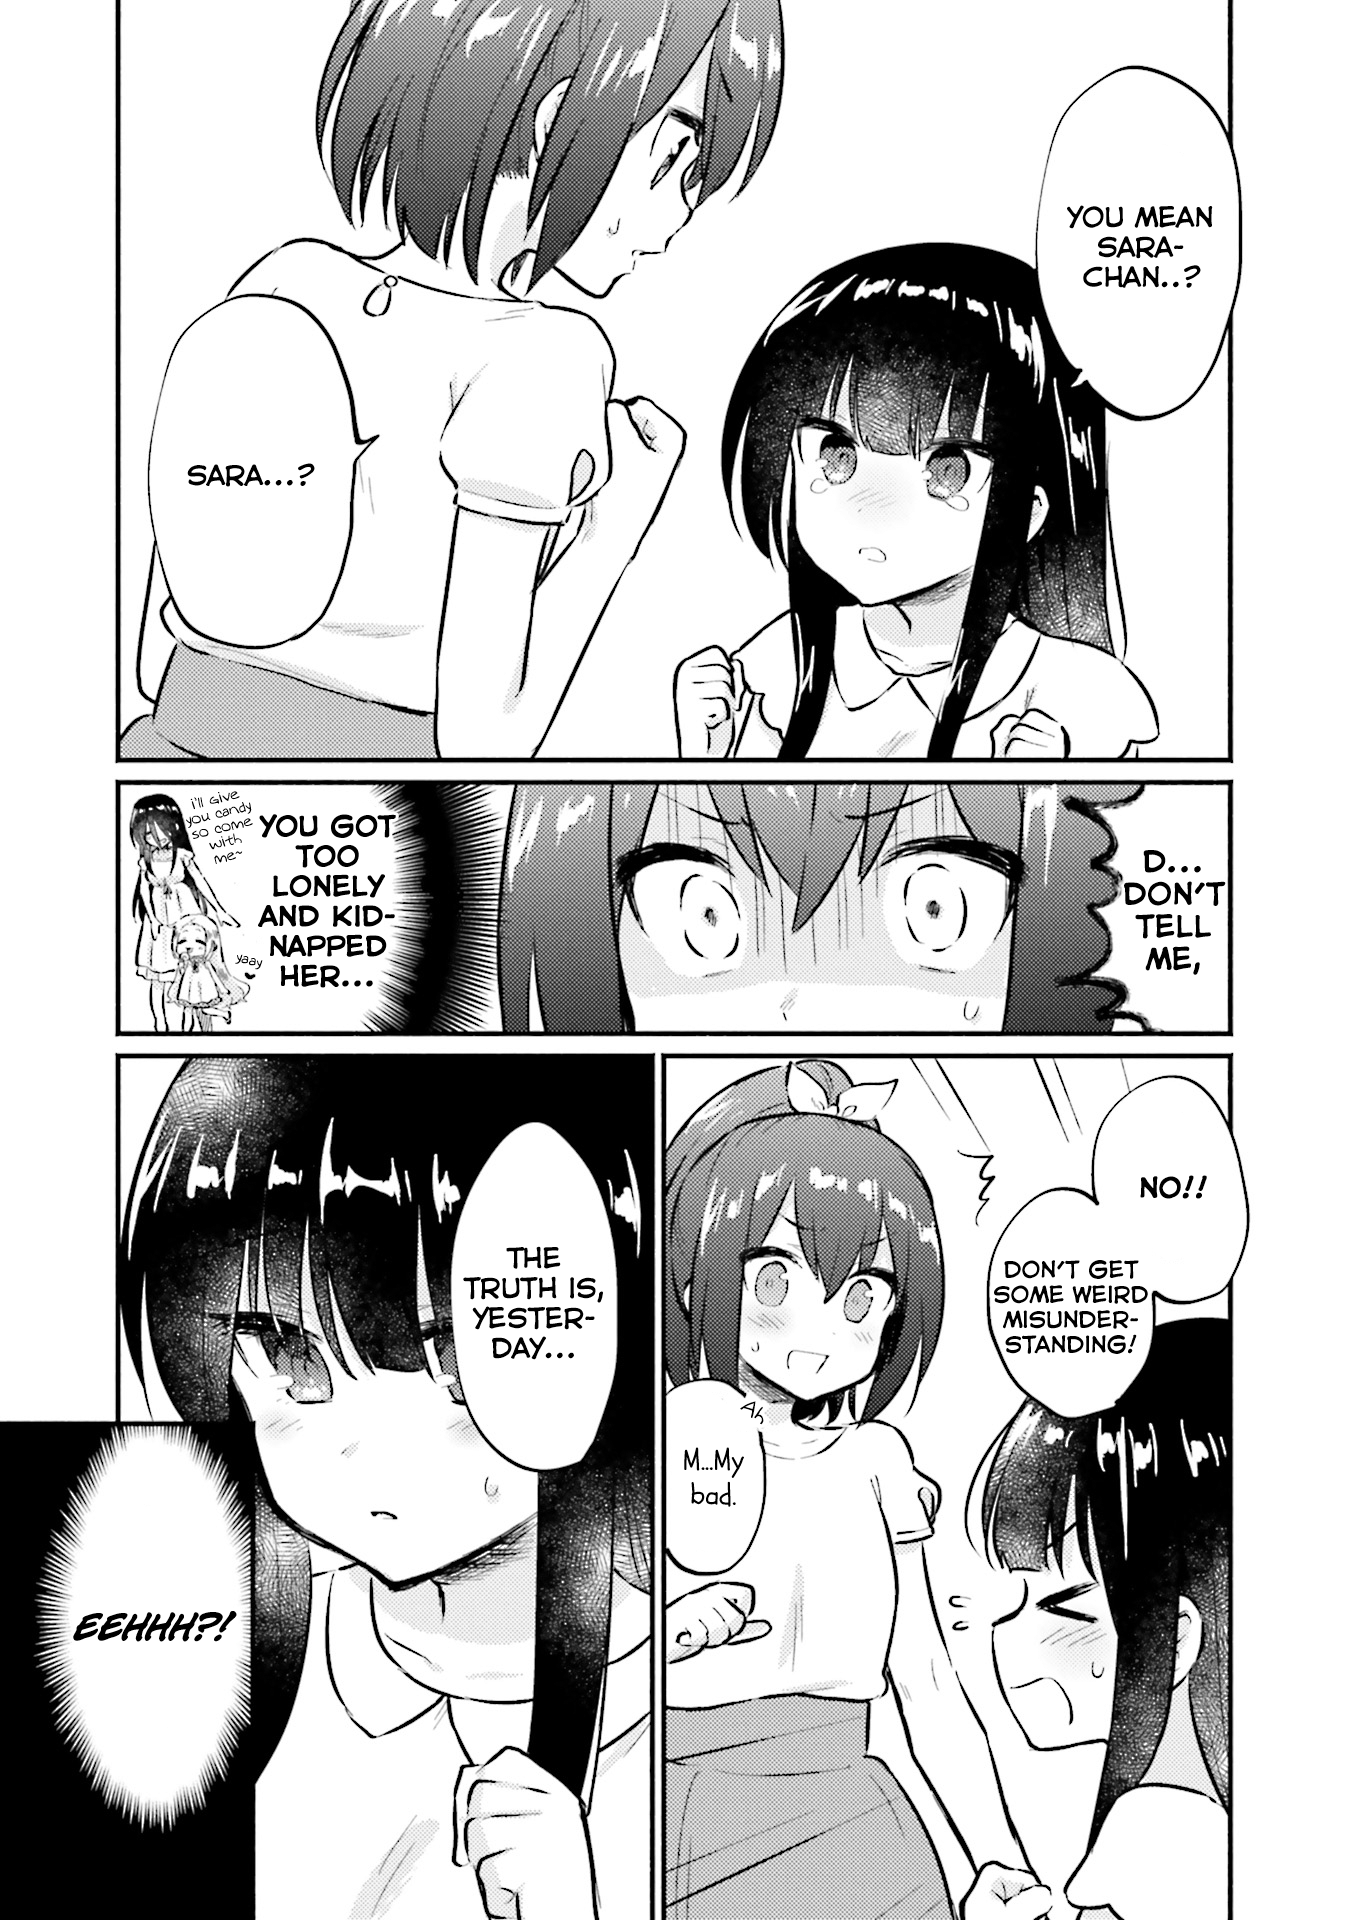 YOU MEAN
SARA-
CHAN..?
SARA...?
D...
DON'T
TELL
ME,
YOU GOT
TOO
LONELY
AND KID-
NAPPED
HER...
i'll Give
you candy
so come
with
me~
yaay
NO!!
DON'T GET
SOME WEIRD
MISUNDER-
STANDING!
Ah
M...My
bad.
THE
TRUTH IS,
YESTER-
DAY...
EEHHH?!